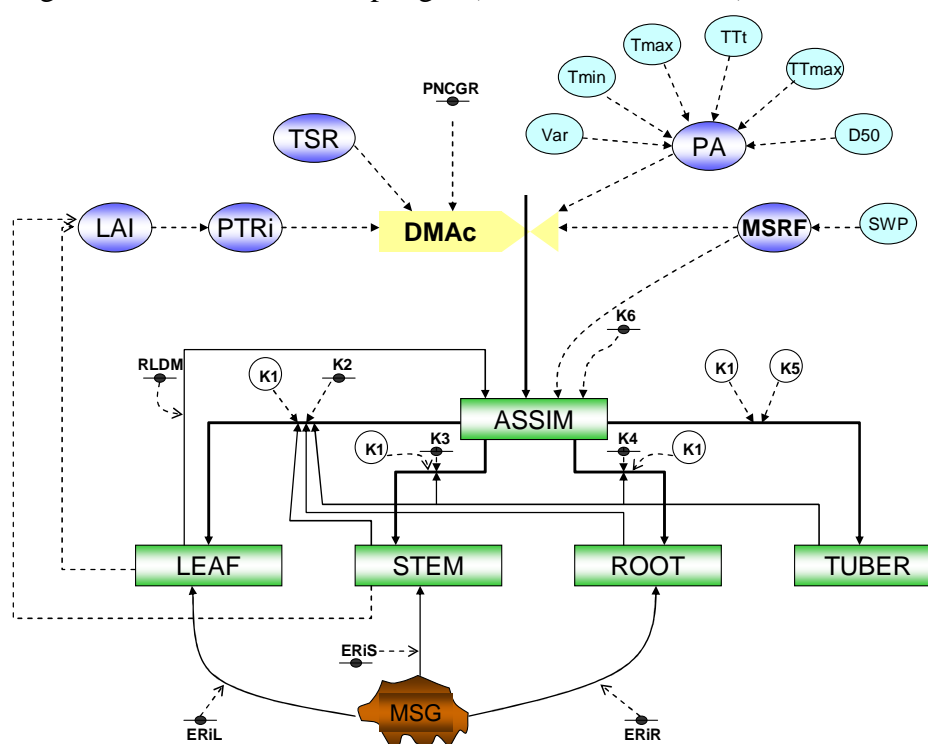 TTt
Tmax
TTmax
Tmin
PNCGR
Var
D50
TSR
PA
LAI
PTRi
DMAc
MSRF
SWP
K6
RLDM
K1
K2
K1
K5
ASSIM
K1
K3
K4
K1
LEAF
STEM
ROOT
TUBER
ERiS
MSG
ERiL
ERiR